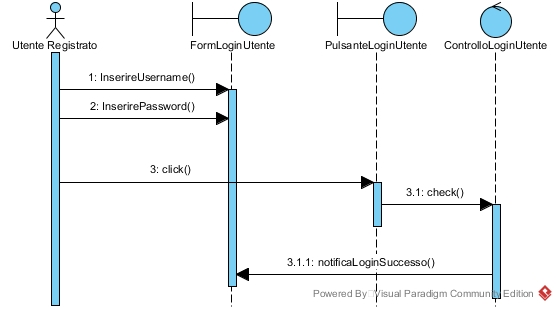 Utente Registrato
FormLoginUtente
PulsanteLoginUtente
ControlloLoginUtente
1: InserireUsername()
2: InserirePassword()
3: click()
3.1: check()
3.1.1: notificaLoginSuccesso()
Powered By Visual Paradigm Community Edition